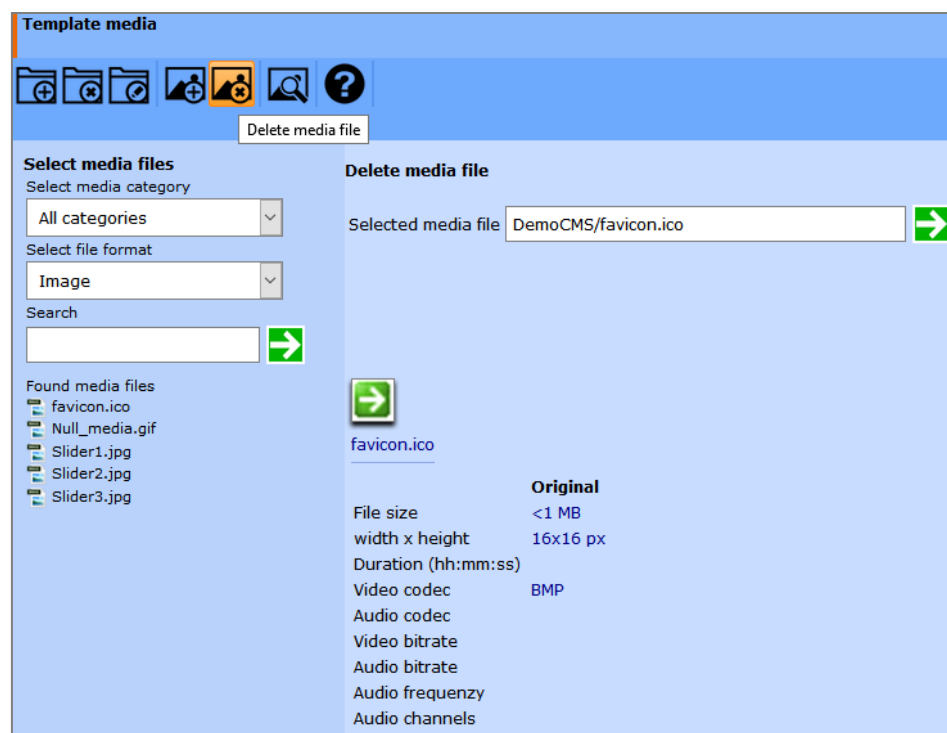 Template media
Delete media file
Select media files
Select media category
All categories
Select file format
Image
Search
Found media files
favicon.ico
Null_media.gif
Slider1.jpg
Slider2.jpg
Slider3.jpg
Delete media file
Selected media file DemoCMS/favicon.ico
favicon.ico
Original
File size <1 MB
width x height 16x16 px
Duration (hh:mm:ss)
Video codec BMP
Audio codec
Video bitrate
Audio bitrate
Audio frequenzy
Audio channels